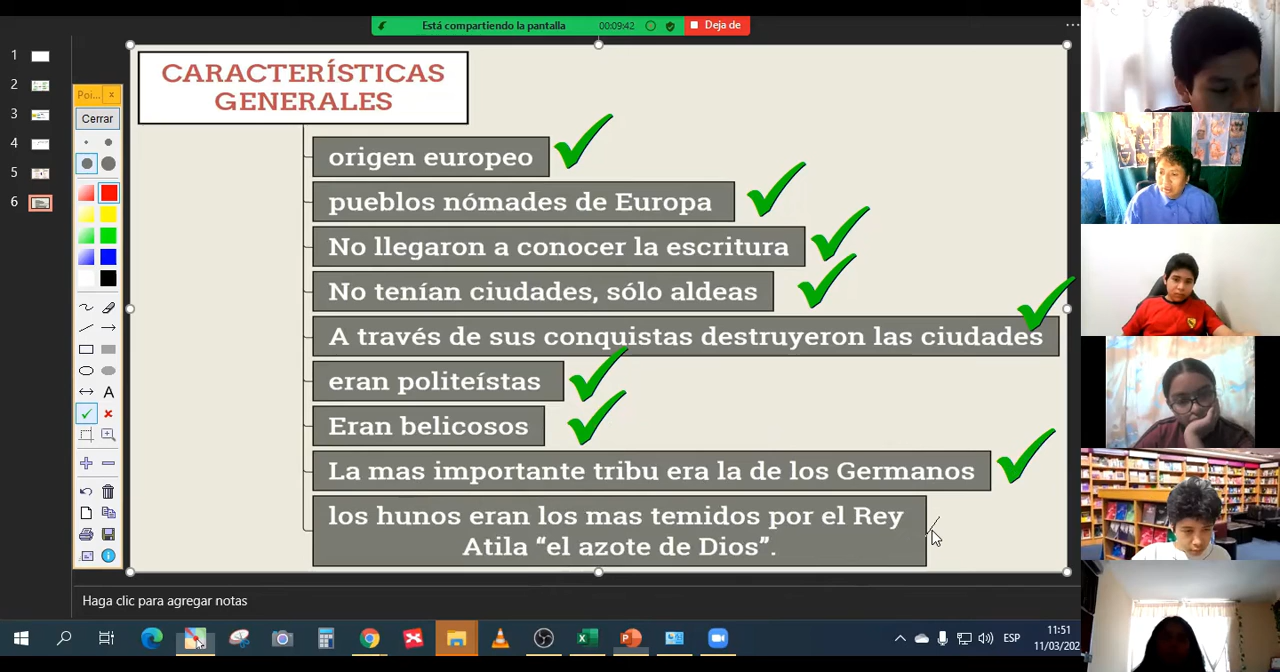 Está compartiendo la pantalla
00:09:42
Deja de
1
2
3
4
5
6
Poi...
x
Cerrar
A
CARACTERÍSTICAS
GENERALES
origen europeo
pueblos nómades de Europa
No llegaron a conocer la escritura
No tenían ciudades, sólo aldeas
A través de sus conquistas destruyeron las ciudades
eran politeístas
Eran belicosos
La mas importante tribu era la de los Germanos
los hunos eran los mas temidos por el Rey
Atila “el azote de Dios”.
Haga clic para agregar notas
ESP
11:51
11/03/202